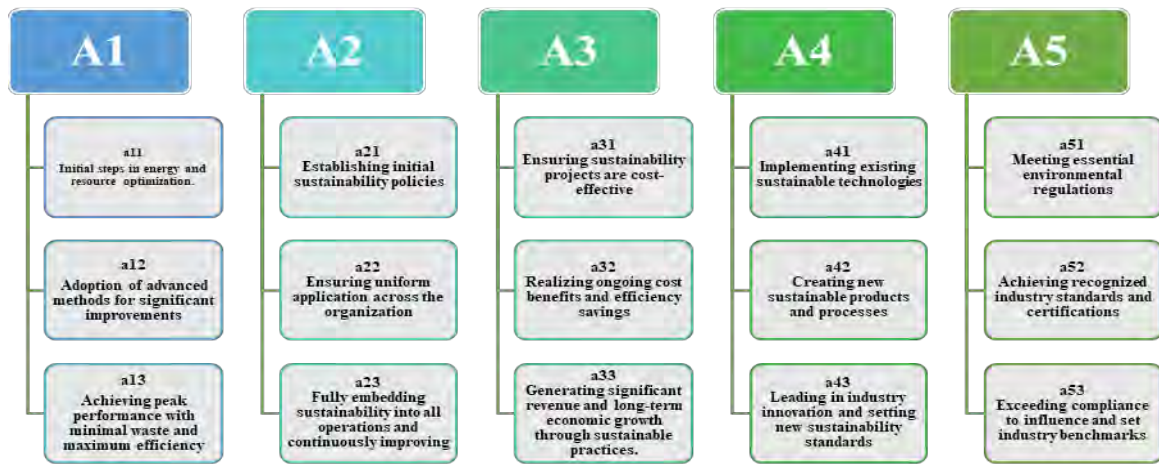 A1
a11
Initial steps in energy and
resource optimization.
a12
Adoption of advanced
methods for significant
improvements
a13
Achieving peak
performance with
minimal waste and
maximum efficiency
A2
a21
Establishing initial
sustainability policies
a22
Ensuring uniform
application across the
organization
a23
Fully embedding
sustainability into all
operations and
continuously improving
A3
a31
Ensuring sustainability
projects are cost-
effective
a32
Realizing ongoing cost
benefits and efficiency
savings
a33
Generating significant
revenue and long-term
economic growth
through sustainable
practices.
A4
a41
Implementing existing
sustainable technologies
a42
Creating new
sustainable products
and processes
a43
Leading in industry
innovation and setting
new sustainability
standards
A5
a51
Meeting essential
environmental
regulations
a52
Achieving recognized
industry standards and
certifications
a53
Exceeding compliance
to influence and set
industry benchmarks